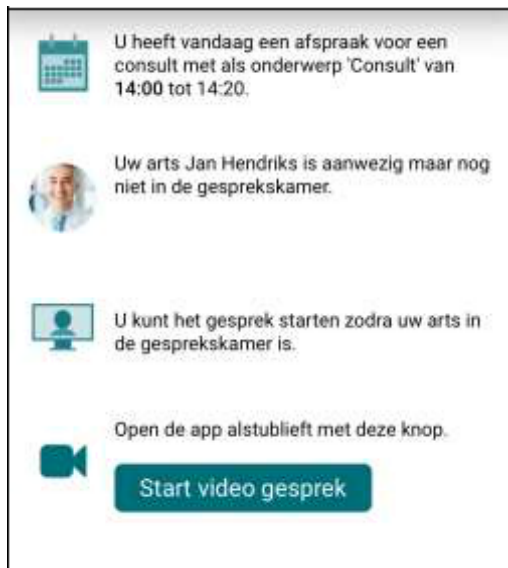 U heeft vandaag een afspraak voor een
consult met als onderwerp 'Consult' van
14:00 tot 14:20.
Uw arts Jan Hendriks is aanwezig maar nog
niet in de gesprekskamer.
U kunt het gesprek starten zodra uw arts in
de gesprekskamer is.
Open de app alstublieft met deze knop.
Start video gesprek